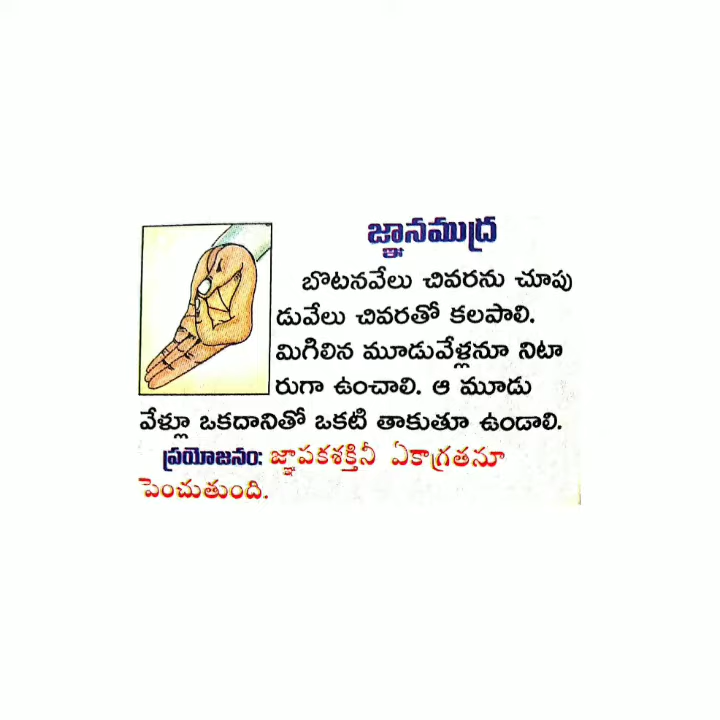 జ్ఞానముద్ర
బొటనవేలు చివరను చూపు
డువేలు చివరతో కలపాలి.
మిగిలిన మూడువేళ్లనూ నిటా
రుగా ఉంచాలి. ఆ మూడు
వేళ్లూ ఒకదానితో ఒకటి తాకుతూ ఉండాలి.
ప్రయోజనం: జ్ఞాపకశక్తినీ ఏకాగ్రతనూ
పెంచుతుంది.